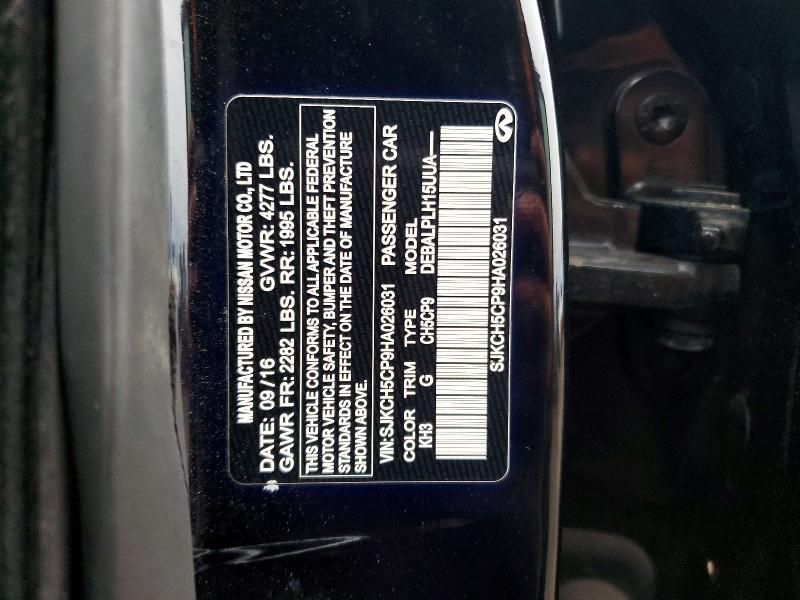 MANUFACTURED BY NISSAN MOTOR CO., LTD
DATE: 09 / 16 GVWR: 4277 LBS.
GAWR FR: 2282 LBS. RR: 1995 LBS.
THIS VEHICLE CONFORMS TO ALL APPLICABLE FEDERAL
MOTOR VEHICLE SAFETY, BUMPER AND THEFT PREVENTION
STANDARDS IN EFFECT ON THE DATE OF MANUFACTURE
SHOWN ABOVE.
VIN:SJKCH5CP9HA026031 PASSENGER CAR
COLOR TRIM TYPE MODEL
KH3 G CH5CP9 DEBALPLH15UUA----
SJKCH5CP9HA026031